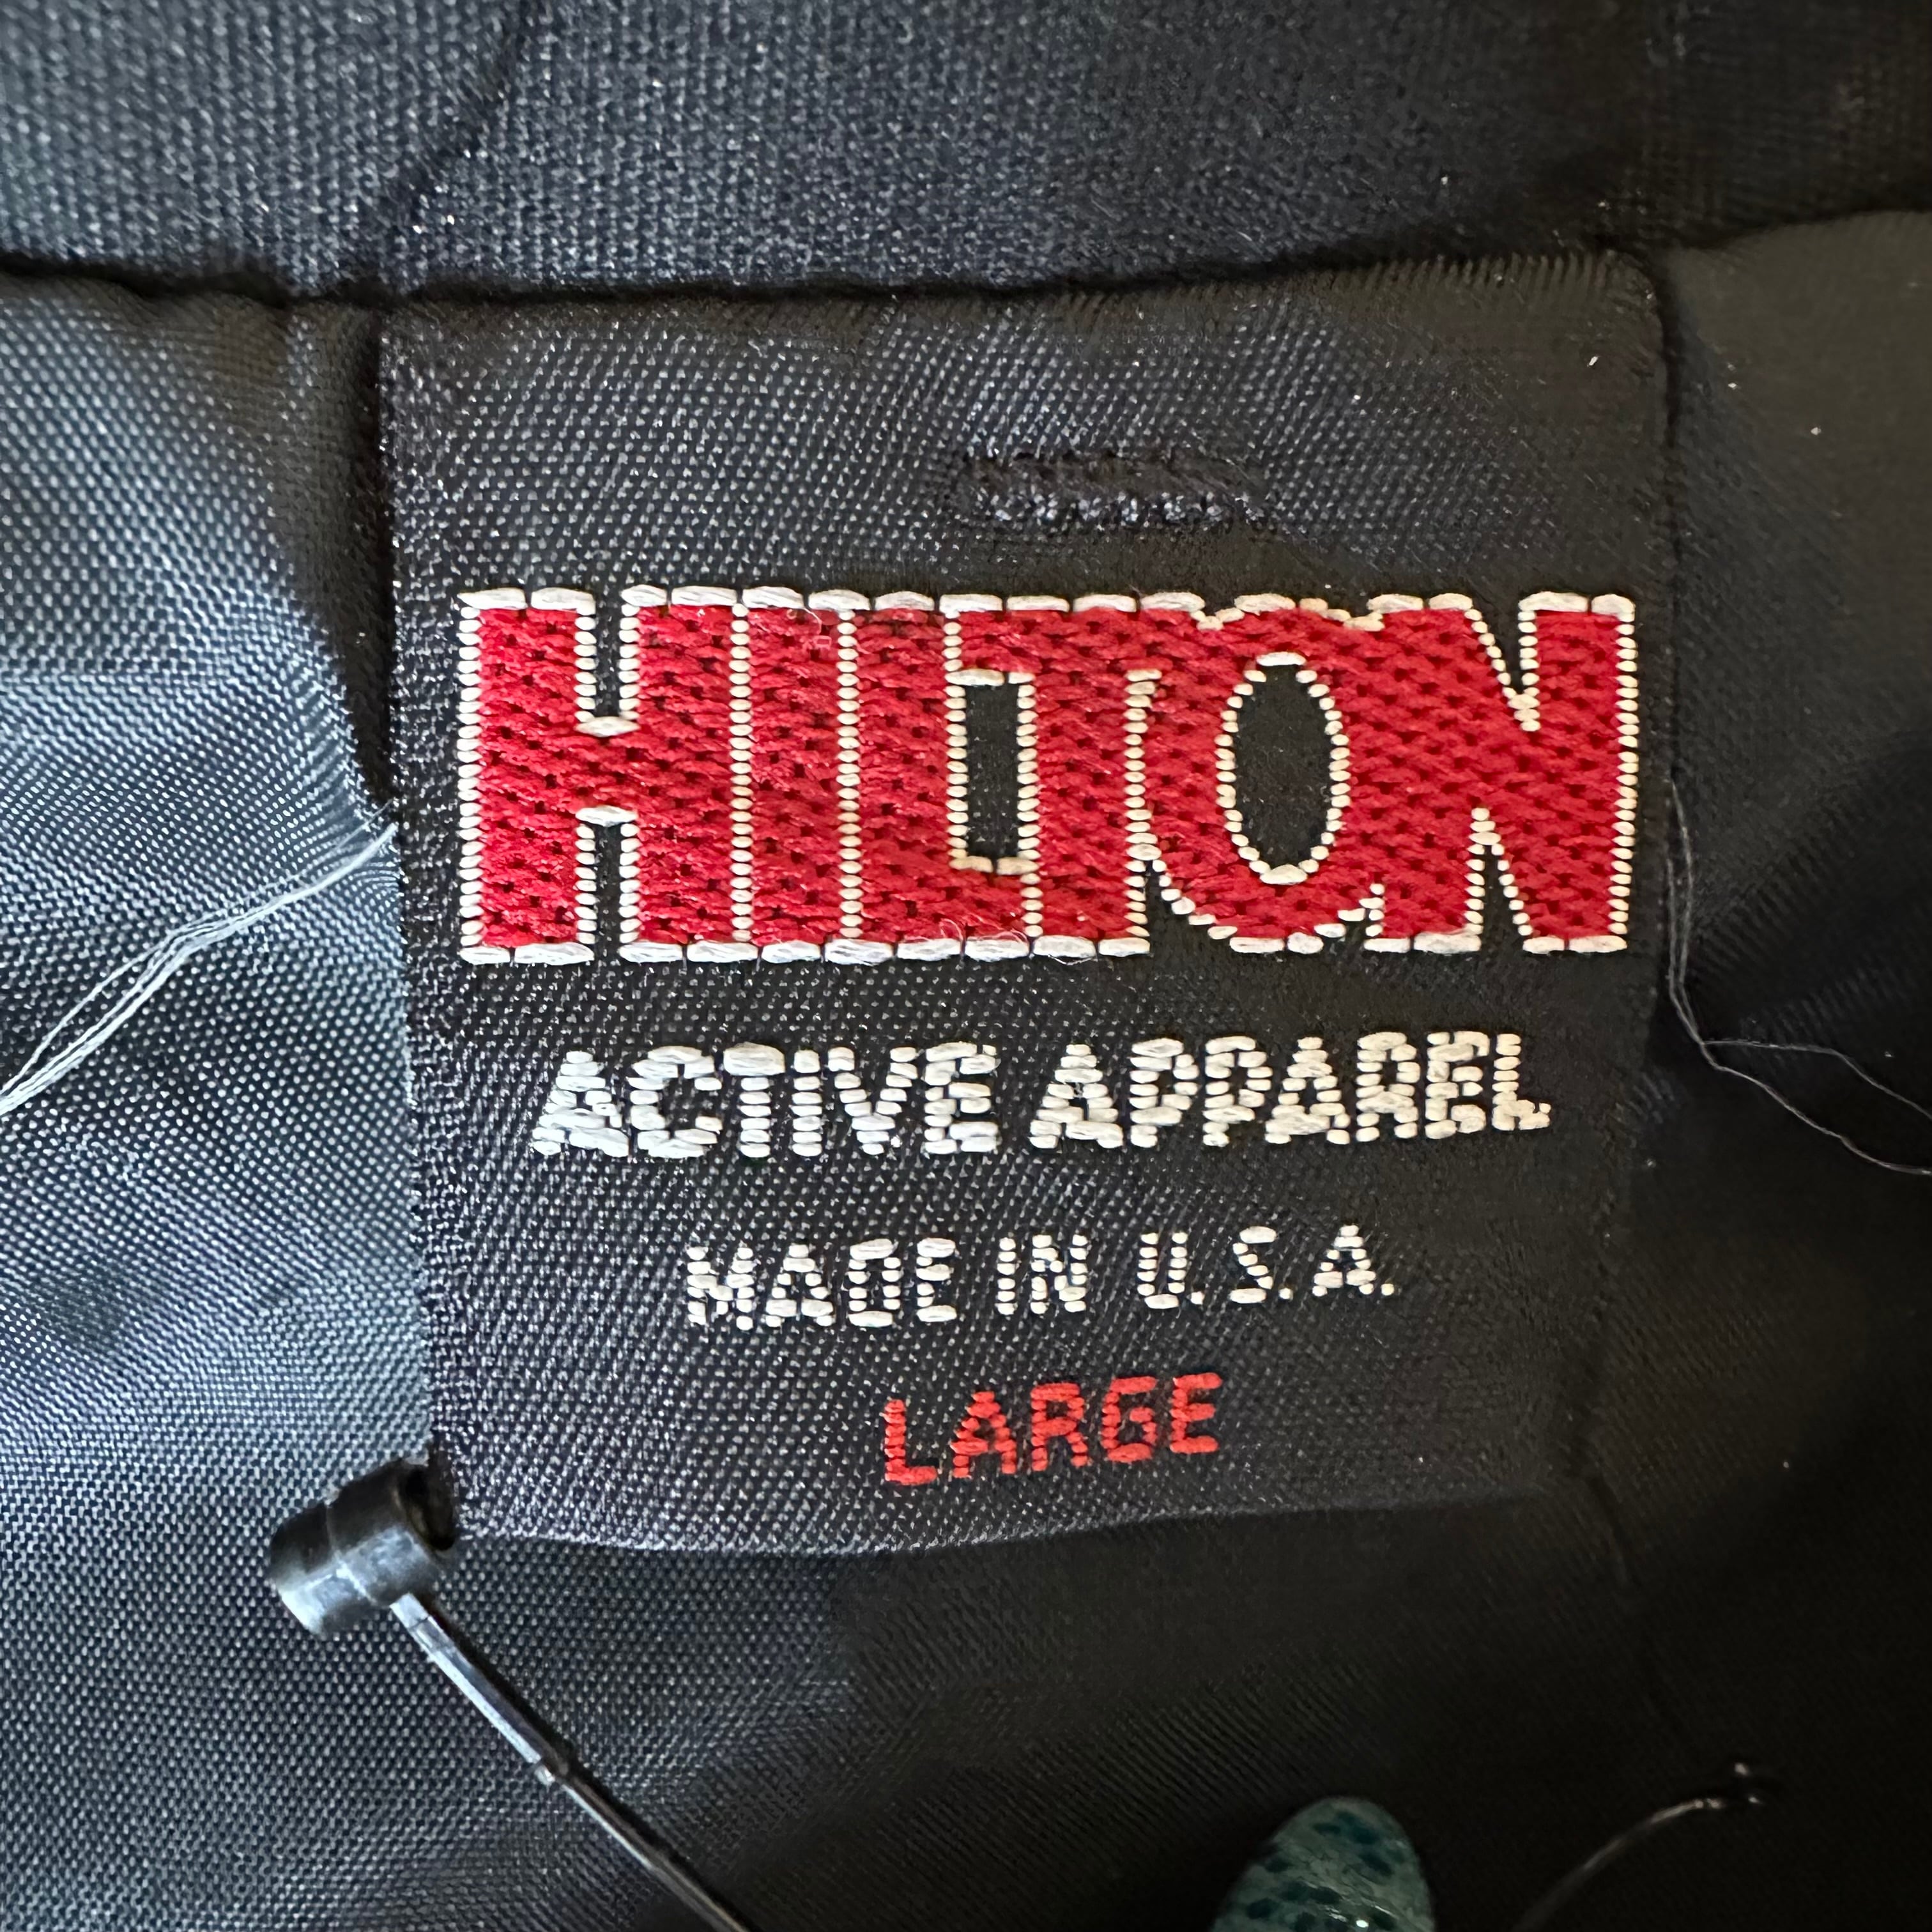 HILTON
ACTIVE APPAREL
MADE IN U.S.A.
LARGE